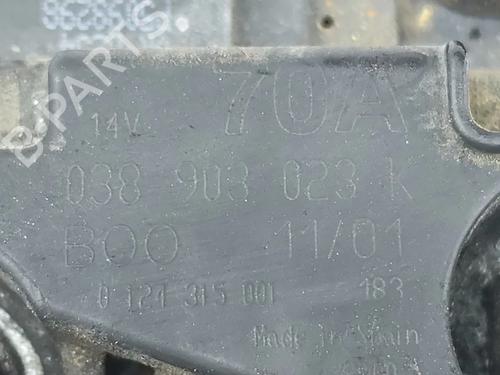 B-PARTS
14V 70A
038 903 023 K
BOO 11/01
0 124 315 001 183
Made in Spain